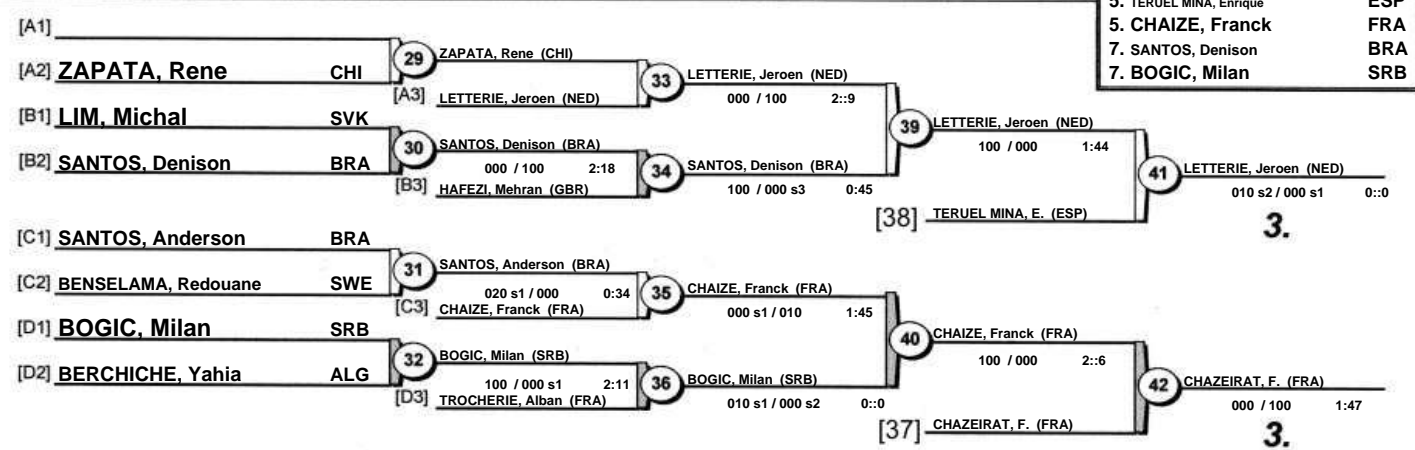 5. TERUEL MINA, Enrique ESP
5. CHAIZE, Franck FRA
7. SANTOS, Denison BRA
7. BOGIC, Milan SRB
[A1]
[A2] ZAPATA, Rene CHI
29
ZAPATA, Rene (CHI)
[A3]
LETTERIE, Jeroen (NED)
33
LETTERIE, Jeroen (NED)
000 / 100 2::9
[B1] LIM, Michal SVK
[B2] SANTOS, Denison BRA
30
SANTOS, Denison (BRA)
000 / 100 2:18
[B3]
HAFEZI, Mehran (GBR)
34
SANTOS, Denison (BRA)
100 / 000 s3 0:45
39
LETTERIE, Jeroen (NED)
100 / 000 1:44
[38] TERUEL MINA, E. (ESP)
41
LETTERIE, Jeroen (NED)
010 s2 / 000 s1 0::0
3.
[C1] SANTOS, Anderson BRA
[C2] BENSELAMA, Redouane SWE
31
SANTOS, Anderson (BRA)
020 s1 / 000 0:34
[C3]
CHAIZE, Franck (FRA)
35
CHAIZE, Franck (FRA)
000 s1 / 010 1:45
[D1] BOGIC, Milan SRB
[D2] BERCHICHE, Yahia ALG
32
BOGIC, Milan (SRB)
100 / 000 s1 2:11
[D3]
TROCHERIE, Alban (FRA)
36
BOGIC, Milan (SRB)
010 s1 / 000 s2 0::0
40
CHAIZE, Franck (FRA)
100 / 000 2::6
[37] CHAZEIRAT, F. (FRA)
42
CHAZEIRAT, F. (FRA)
000 / 100 1:47
3.